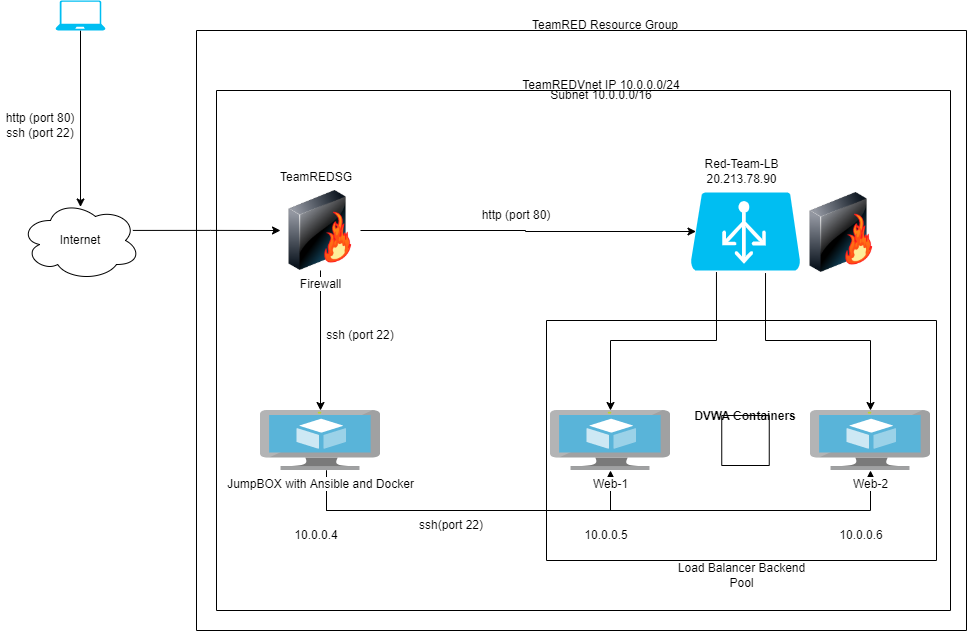 TeamRED Resource Group
TeamREDVnet IP 10.0.0.0/24
Subnet 10.0.0.0/16
http (port 80)
ssh (port 22)
Internet
TeamREDSG
Firewall
http (port 80)
Red-Team-LB
20.213.78.90
ssh (port 22)
DVWA Containers
JumpBOX with Ansible and Docker
Web-1
Web-2
ssh(port 22)
10.0.0.4
10.0.0.5
10.0.0.6
Load Balancer Backend
Pool